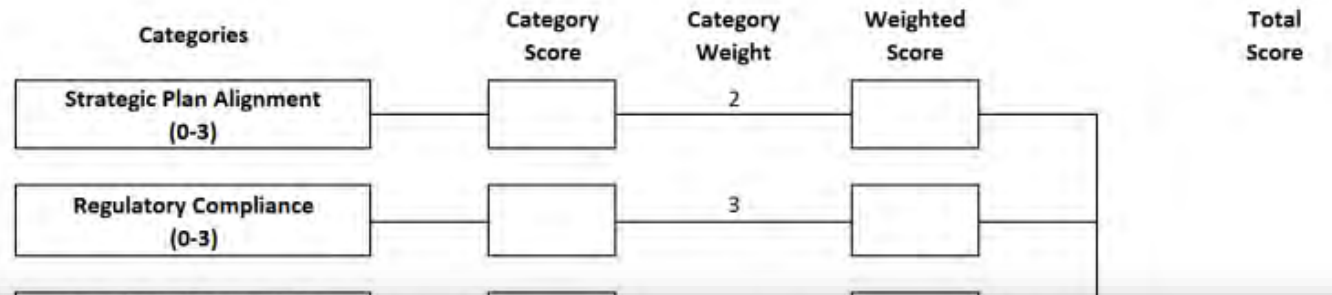 Categories
Category
Score
Category
Weight
Weighted
Score
Total
Score
Strategic Plan Alignment
(0-3)
2
Regulatory Compliance
(0-3)
3